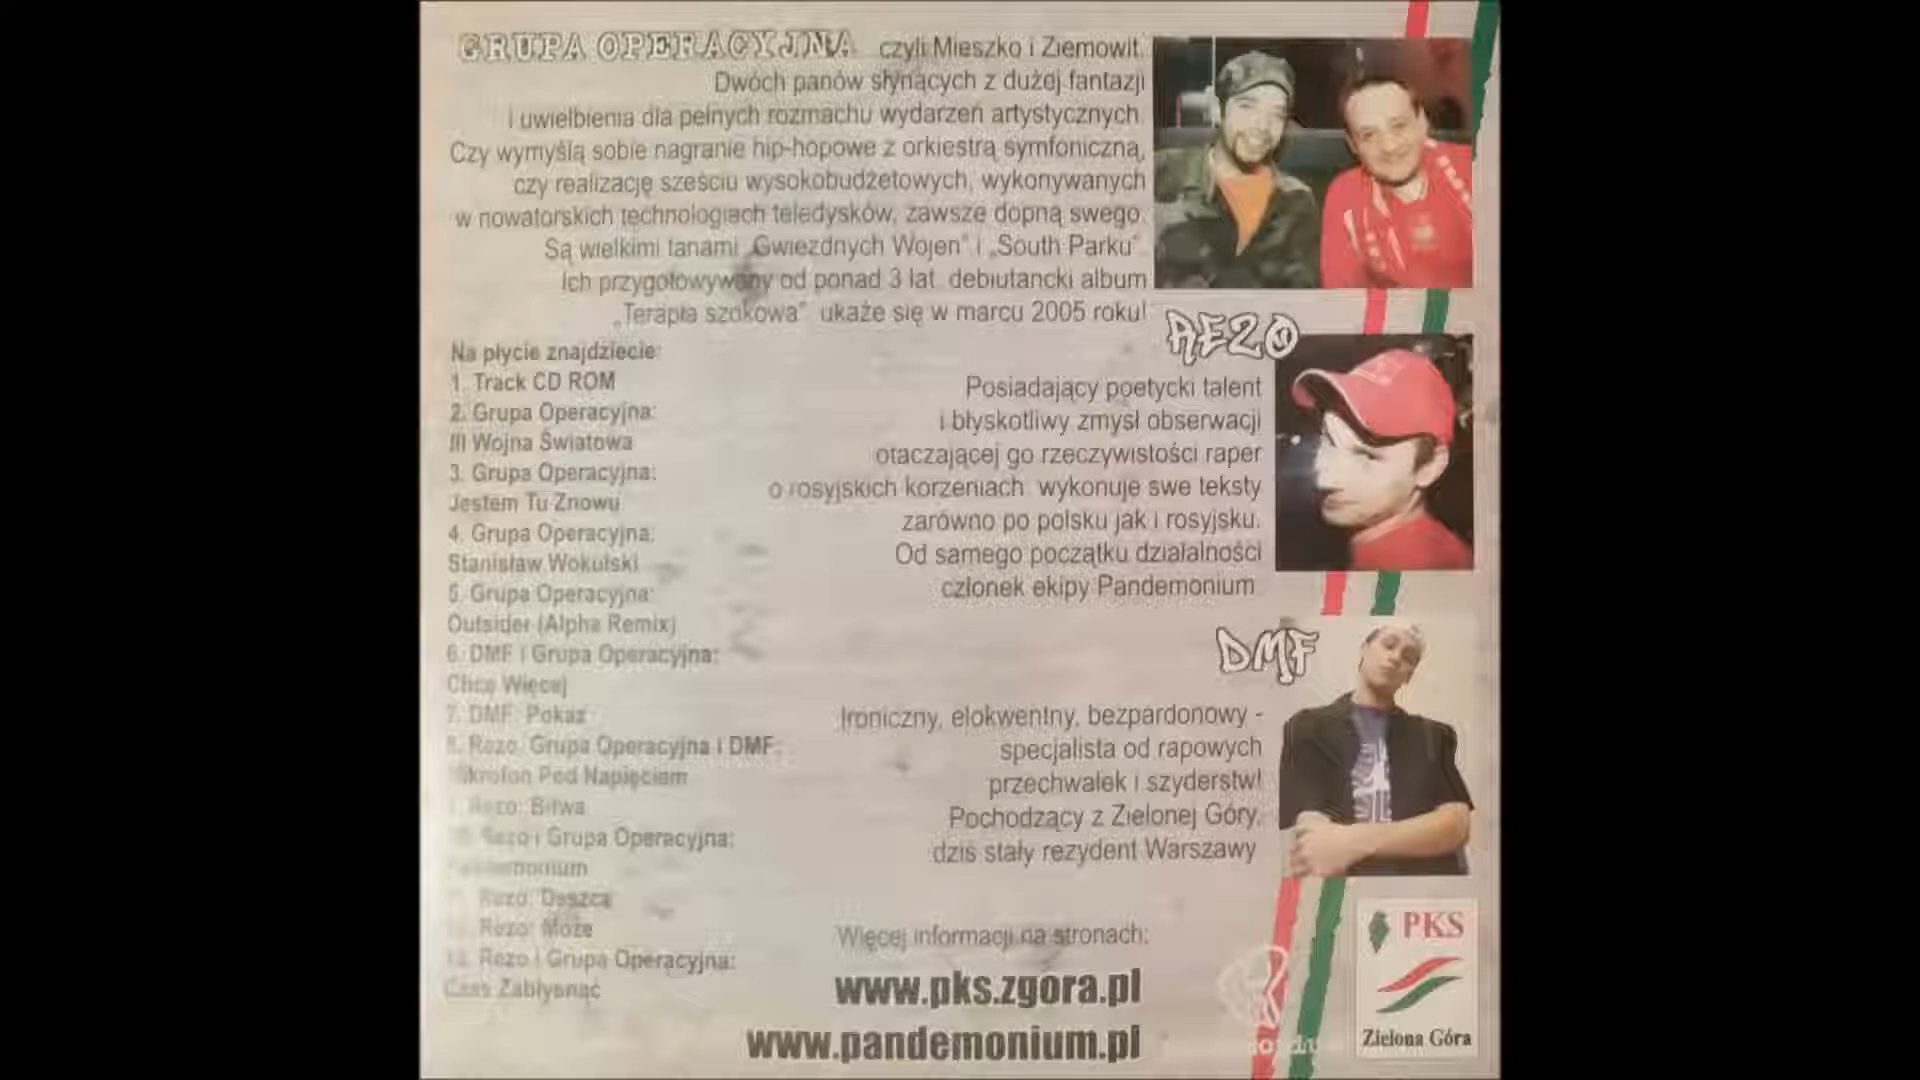 GRUPA OPERACYJNA czyli Mieszko i Ziemowit.
Dwóch panów słynących z dużej fantazji
i uwielbienia dla pełnych rozmachu wydarzeń artystycznych.
Czy wymyślą sobie nagranie hip-hopowe z orkiestrą symfoniczną,
czy realizację sześciu wysokobudżetowych, wykonywanych
w nowatorskich technologiach teledysków, zawsze dopną swego.
Są wielkimi fanami „Gwiezdnych Wojen” i „South Parku”.
Ich przygotowywany od ponad 3 lat debiutancki album
„Terapia szokowa” ukaże się w marcu 2005 roku!
Na płycie znajdziecie:
1. Track CD ROM
2. Grupa Operacyjna:
III Wojna Światowa
3. Grupa Operacyjna:
Jestem Tu Znowu
4. Grupa Operacyjna:
Stanisław Wokulski
5. Grupa Operacyjna:
Outsider (Alpha Remix)
6. DMF i Grupa Operacyjna:
Chcę Więcej
7. DMF: Pokaz
8. Rezo, Grupa Operacyjna i DMF:
Mikrofon Pod Napięciem
Rezo: Bitwa
Rezo i Grupa Operacyjna:
Pandemonium
Rezo: Deszcz
Rezo: Może
Rezo i Grupa Operacyjna:
Czas Zabłysnąć
REZO
Posiadający poetycki talent
i błyskotliwy zmysł obserwacji
otaczającej go rzeczywistości raper
o rosyjskich korzeniach wykonuje swe teksty
zarówno po polsku jak i rosyjsku.
Od samego początku działalności
członek ekipy Pandemonium.
DMF
Ironiczny, elokwentny, bezpardonowy -
specjalista od rapowych
przechwałek i szyderstw!
Pochodzący z Zielonej Góry,
dziś stały rezydent Warszawy
Więcej informacji na stronach:
www.pks.zgora.pl
www.pandemonium.pl
PKS
Zielona Góra